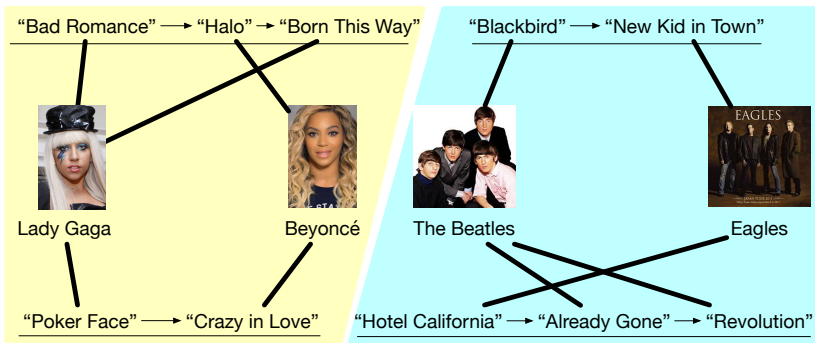 “Bad Romance” → “Halo” → “Born This Way”
“Blackbird” → “New Kid in Town”
EAGLES
Lady Gaga
Beyoncé
The Beatles
Eagles
“Poker Face” → “Crazy in Love”
“Hotel California” → “Already Gone” → “Revolution”